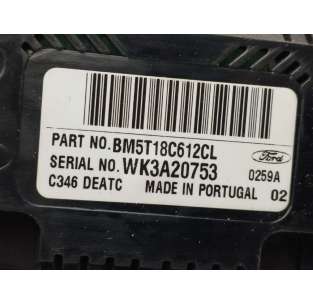 PART NO.BM5T18C612CL Ford
SERIAL NO.WK3A20753 0259A
C346 DEATC MADE IN PORTUGAL 02